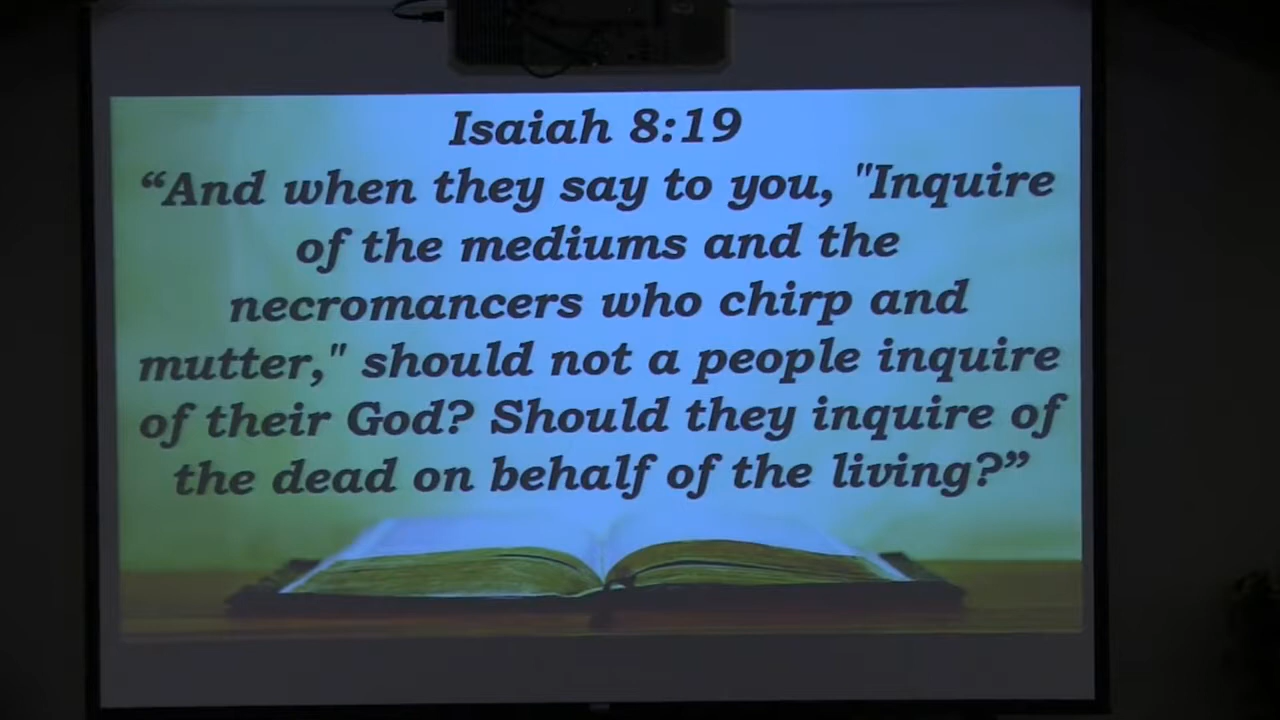 Isaiah 8:19
“And when they say to you, "Inquire
of the mediums and the
necromancers who chirp and
mutter," should not a people inquire
of their God? Should they inquire of
the dead on behalf of the living?”